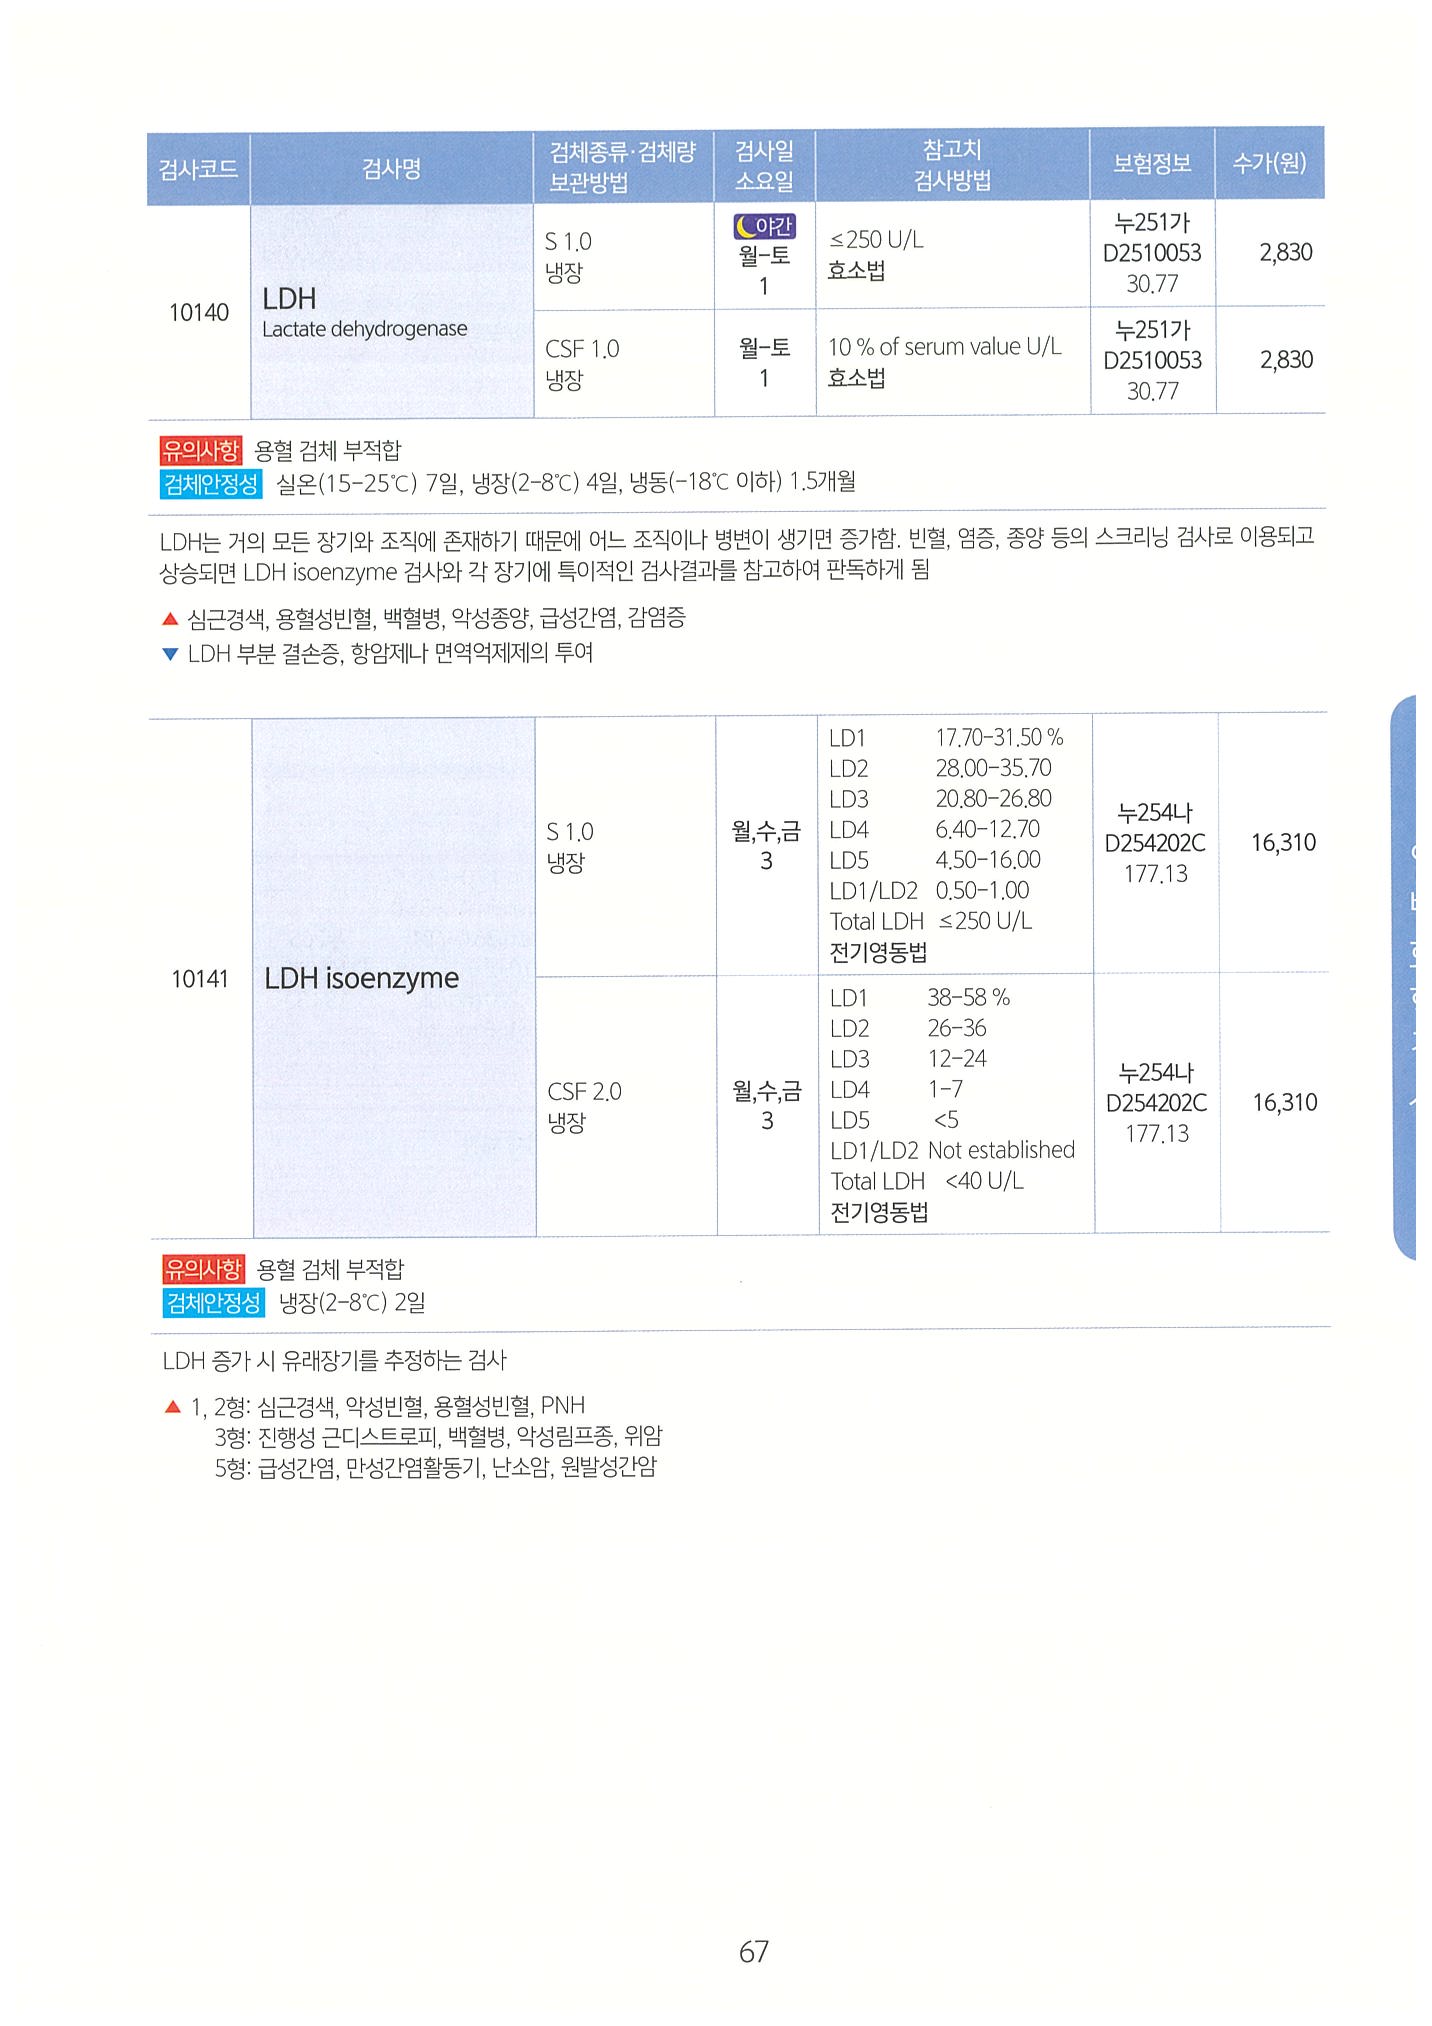 검사코드 검사명 검체종류·검체량 보관방법 검사일 소요일 참고치 검사방법 보험정보 수가(원)
10140
LDH
Lactate dehydrogenase
S 1.0
냉장
야간
월-토
1
≤250 U/L
효소법
누251가
D2510053
30.77
2,830
CSF 1.0
냉장
월-토
1
10 % of serum value U/L
효소법
누251가
D2510053
30.77
2,830
유의사항 용혈 검체 부적합
검체안정성 실온(15-25℃) 7일, 냉장(2-8℃) 4일, 냉동(-18℃ 이하) 1.5개월
LDH는 거의 모든 장기와 조직에 존재하기 때문에 어느 조직이나 병변이 생기면 증가함. 빈혈, 염증, 종양 등의 스크리닝 검사로 이용되고
상승되면 LDH isoenzyme 검사와 각 장기에 특이적인 검사결과를 참고하여 판독하게 됨
▲ 심근경색, 용혈성빈혈, 백혈병, 악성종양, 급성간염, 감염증
▼ LDH 부분 결손증, 항암제나 면역억제제의 투여
10141
LDH isoenzyme
S 1.0
냉장
월,수,금
3
LD1 17.70-31.50 %
LD2 28.00-35.70
LD3 20.80-26.80
LD4 6.40-12.70
LD5 4.50-16.00
LD1/LD2 0.50-1.00
Total LDH ≤250 U/L
전기영동법
누254나
D254202C
177.13
16,310
CSF 2.0
냉장
월,수,금
3
LD1 38-58 %
LD2 26-36
LD3 12-24
LD4 1-7
LD5 <5
LD1/LD2 Not established
Total LDH <40 U/L
전기영동법
누254나
D254202C
177.13
16,310
유의사항 용혈 검체 부적합
검체안정성 냉장(2-8℃) 2일
LDH 증가 시 유래장기를 추정하는 검사
▲ 1, 2형: 심근경색, 악성빈혈, 용혈성빈혈, PNH
3형: 진행성 근디스트로피, 백혈병, 악성림프종, 위암
5형: 급성간염, 만성간염활동기, 난소암, 원발성간암
67